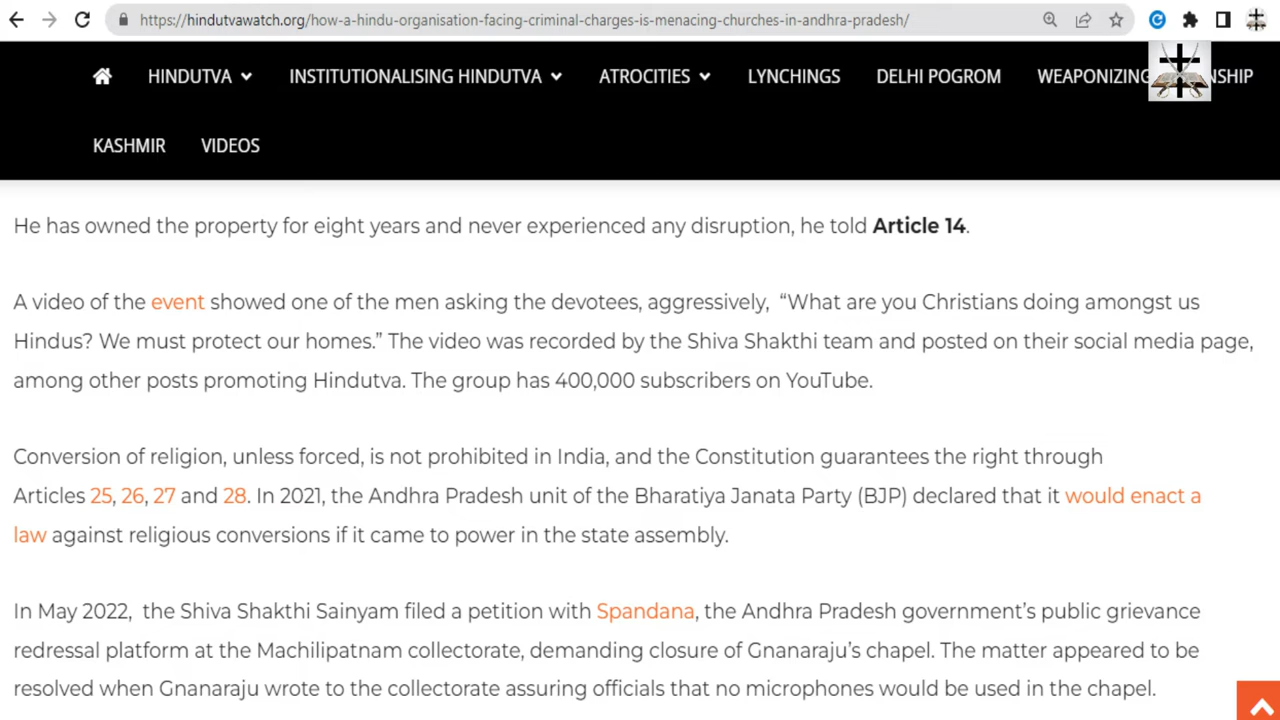 https://hindutvawatch.org/how-a-hindu-organisation-facing-criminal-charges-is-menacing-churches-in-andhra-pradesh/
HINDUTVA INSTITUTIONALISING HINDUTVA ATROCITIES LYNCHINGS DELHI POGROM WEAPONIZING NSHIP
KASHMIR VIDEOS
He has owned the property for eight years and never experienced any disruption, he told Article 14.
A video of the event showed one of the men asking the devotees, aggressively, “What are you Christians doing amongst us
Hindus? We must protect our homes.” The video was recorded by the Shiva Shakthi team and posted on their social media page,
among other posts promoting Hindutva. The group has 400,000 subscribers on YouTube.
Conversion of religion, unless forced, is not prohibited in India, and the Constitution guarantees the right through
Articles 25, 26, 27 and 28. In 2021, the Andhra Pradesh unit of the Bharatiya Janata Party (BJP) declared that it would enact a
law against religious conversions if it came to power in the state assembly.
In May 2022, the Shiva Shakthi Sainyam filed a petition with Spandana, the Andhra Pradesh government’s public grievance
redressal platform at the Machilipatnam collectorate, demanding closure of Gnanaraju’s chapel. The matter appeared to be
resolved when Gnanaraju wrote to the collectorate assuring officials that no microphones would be used in the chapel.